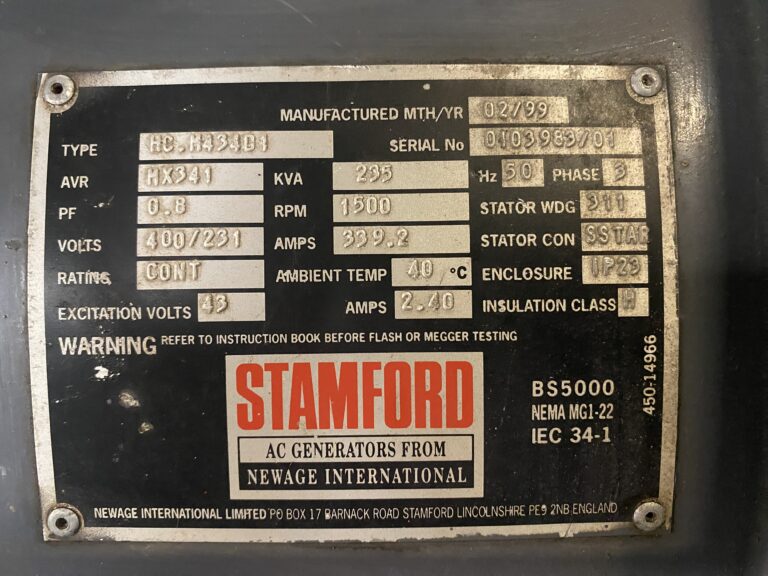 MANUFACTURED MTH/YR 02/99
TYPE HC.H434D1 SERIAL No 0103983/01
AVR MX341 KVA 235 Hz 50 PHASE 3
PF 0.8 RPM 1500 STATOR WDG 311
VOLTS 400/231 AMPS 339.2 STATOR CON SSTAR
RATING CONT AMBIENT TEMP 40 °C ENCLOSURE IP23
EXCITATION VOLTS 43 AMPS 2.40 INSULATION CLASS H
WARNING REFER TO INSTRUCTION BOOK BEFORE FLASH OR MEGGER TESTING
STAMFORD
AC GENERATORS FROM
NEWAGE INTERNATIONAL
BS5000
NEMA MG1-22
IEC 34-1
450-14966
NEWAGE INTERNATIONAL LIMITED PO BOX 17 BARNACK ROAD STAMFORD LINCOLNSHIRE PE9 2NB ENGLAND